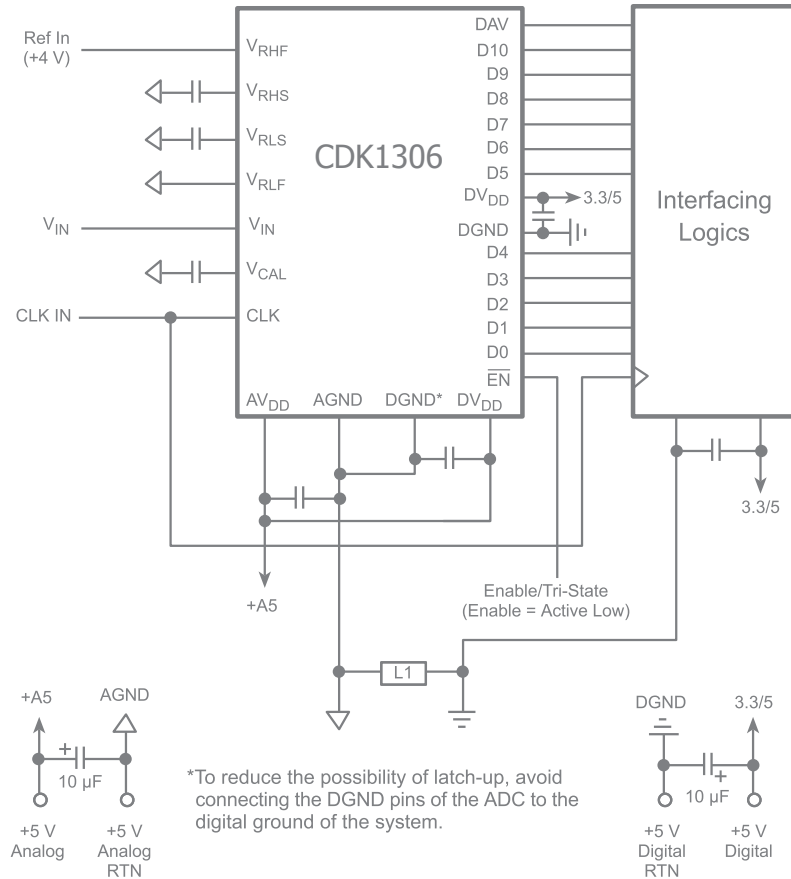 Ref In
(+4 V)
VRHF
VRHS
VRLS
VRLF
VIN
VIN
VCAL
CLK IN
CLK
CDK1306
DAV
D10
D9
D8
D7
D6
D5
DVDD
3.3/5
DGND
D4
D3
D2
D1
D0
EN
AVDD
AGND
DGND*
DVDD
Interfacing
Logics
3.3/5
+A5
Enable/Tri-State
(Enable = Active Low)
L1
+A5
AGND
+
10 µF
+5 V
Analog
+5 V
Analog
RTN
*To reduce the possibility of latch-up, avoid
connecting the DGND pins of the ADC to the
digital ground of the system.
DGND
3.3/5
+
10 µF
+5 V
Digital
RTN
+5 V
Digital